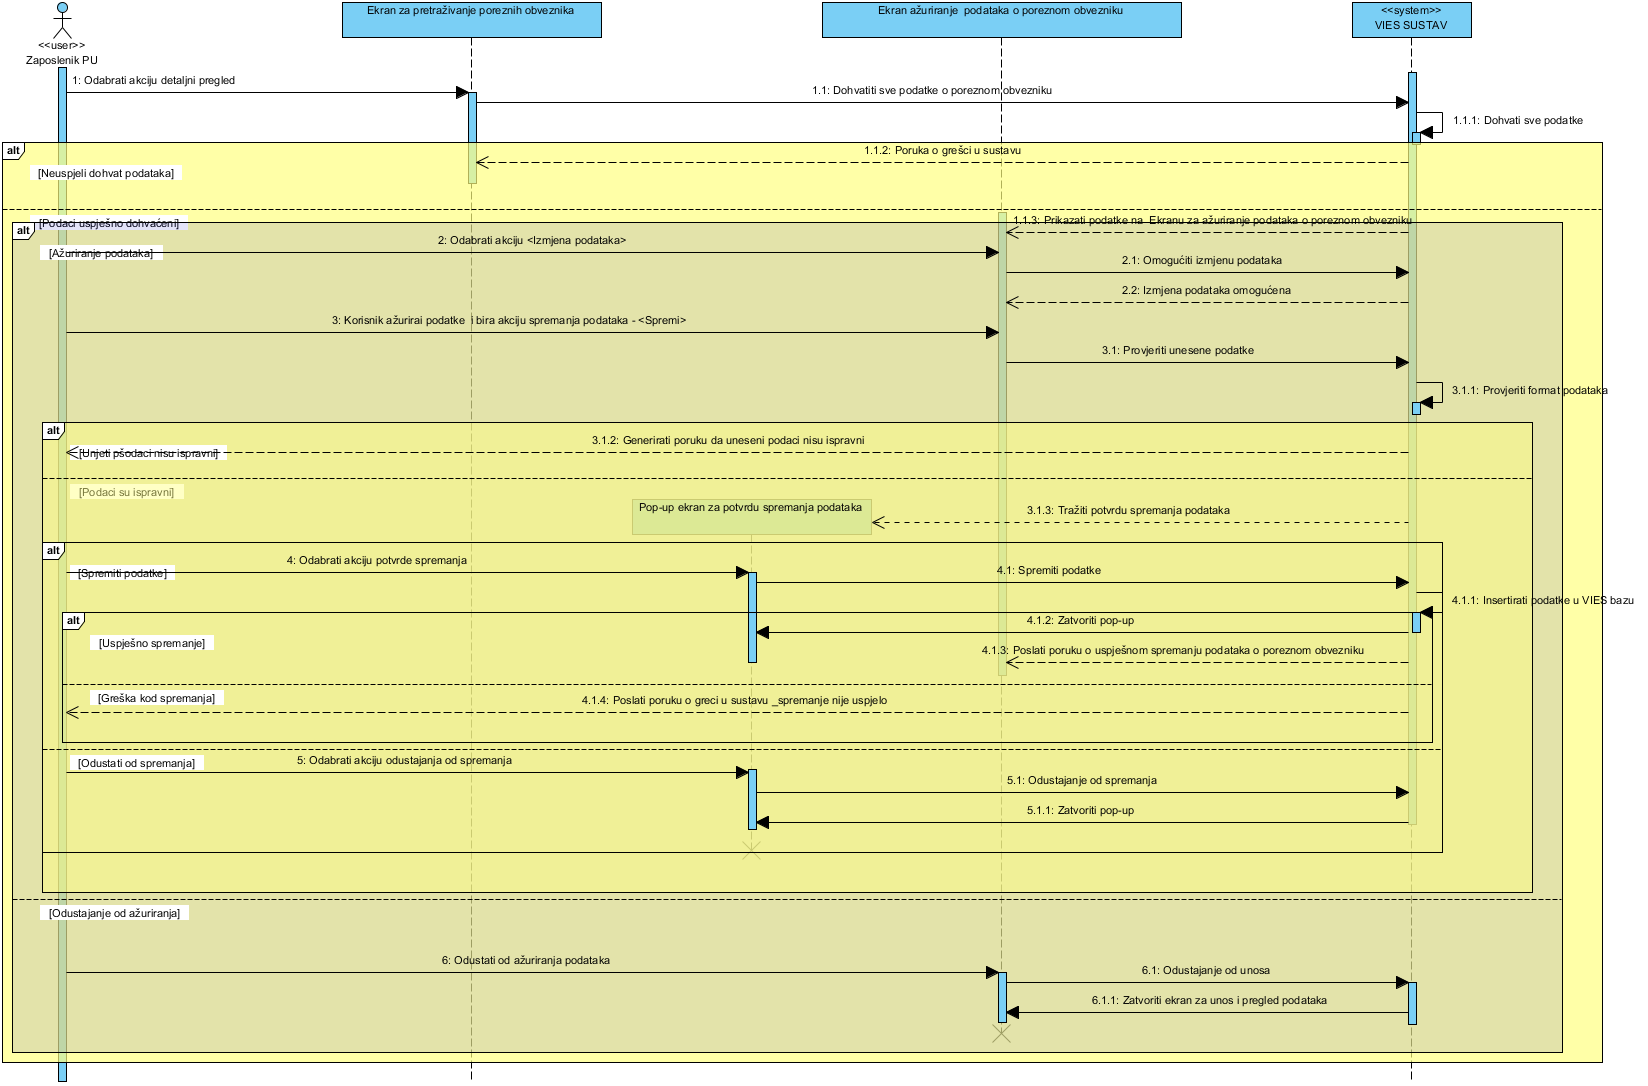 Ekran za pretraživanje poreznih obveznika
Ekran ažuriranje  podataka o poreznom obvezniku
<<system>>
VIES SUSTAV
<<user>>
Zaposlenik PU
1: Odabrati akciju detaljni pregled
1.1: Dohvatiti sve podatke o poreznom obvezniku
1.1.1: Dohvati sve podatke
alt
1.1.2: Poruka o grešci u sustavu
[Neuspjeli dohvat podataka]
[Podaci uspješno dohvaćeni]
1.1.3: Prikazati podatke na  Ekranu za ažuriranje podataka o poreznom obvezniku
alt
2: Odabrati akciju <Izmjena podataka>
[Ažuriranje podataka]
2.1: Omogućiti izmjenu podataka
2.2: Izmjena podataka omogućena
3: Korisnik ažurirai podatke  i bira akciju spremanja podataka - <Spremi>
3.1: Provjeriti unesene podatke
3.1.1: Provjeriti format podataka
alt
3.1.2: Generirati poruku da uneseni podaci nisu ispravni
[Unjeti pšodaci nisu ispravni]
[Podaci su ispravni]
Pop-up ekran za potvrdu spremanja podataka
3.1.3: Tražiti potvrdu spremanja podataka
alt
4: Odabrati akciju potvrde spremanja
[Spremiti podatke]
4.1: Spremiti podatke
4.1.1: Insertirati podatke u VIES bazu
alt
4.1.2: Zatvoriti pop-up
[Uspješno spremanje]
4.1.3: Poslati poruku o uspješnom spremanju podataka o poreznom obvezniku
[Greška kod spremanja]
4.1.4: Poslati poruku o greci u sustavu _spremanje nije uspjelo
[Odustati od spremanja]
5: Odabrati akciju odustajanja od spremanja
5.1: Odustajanje od spremanja
5.1.1: Zatvoriti pop-up
[Odustajanje od ažuriranja]
6: Odustati od ažuriranja podataka
6.1: Odustajanje od unosa
6.1.1: Zatvoriti ekran za unos i pregled podataka